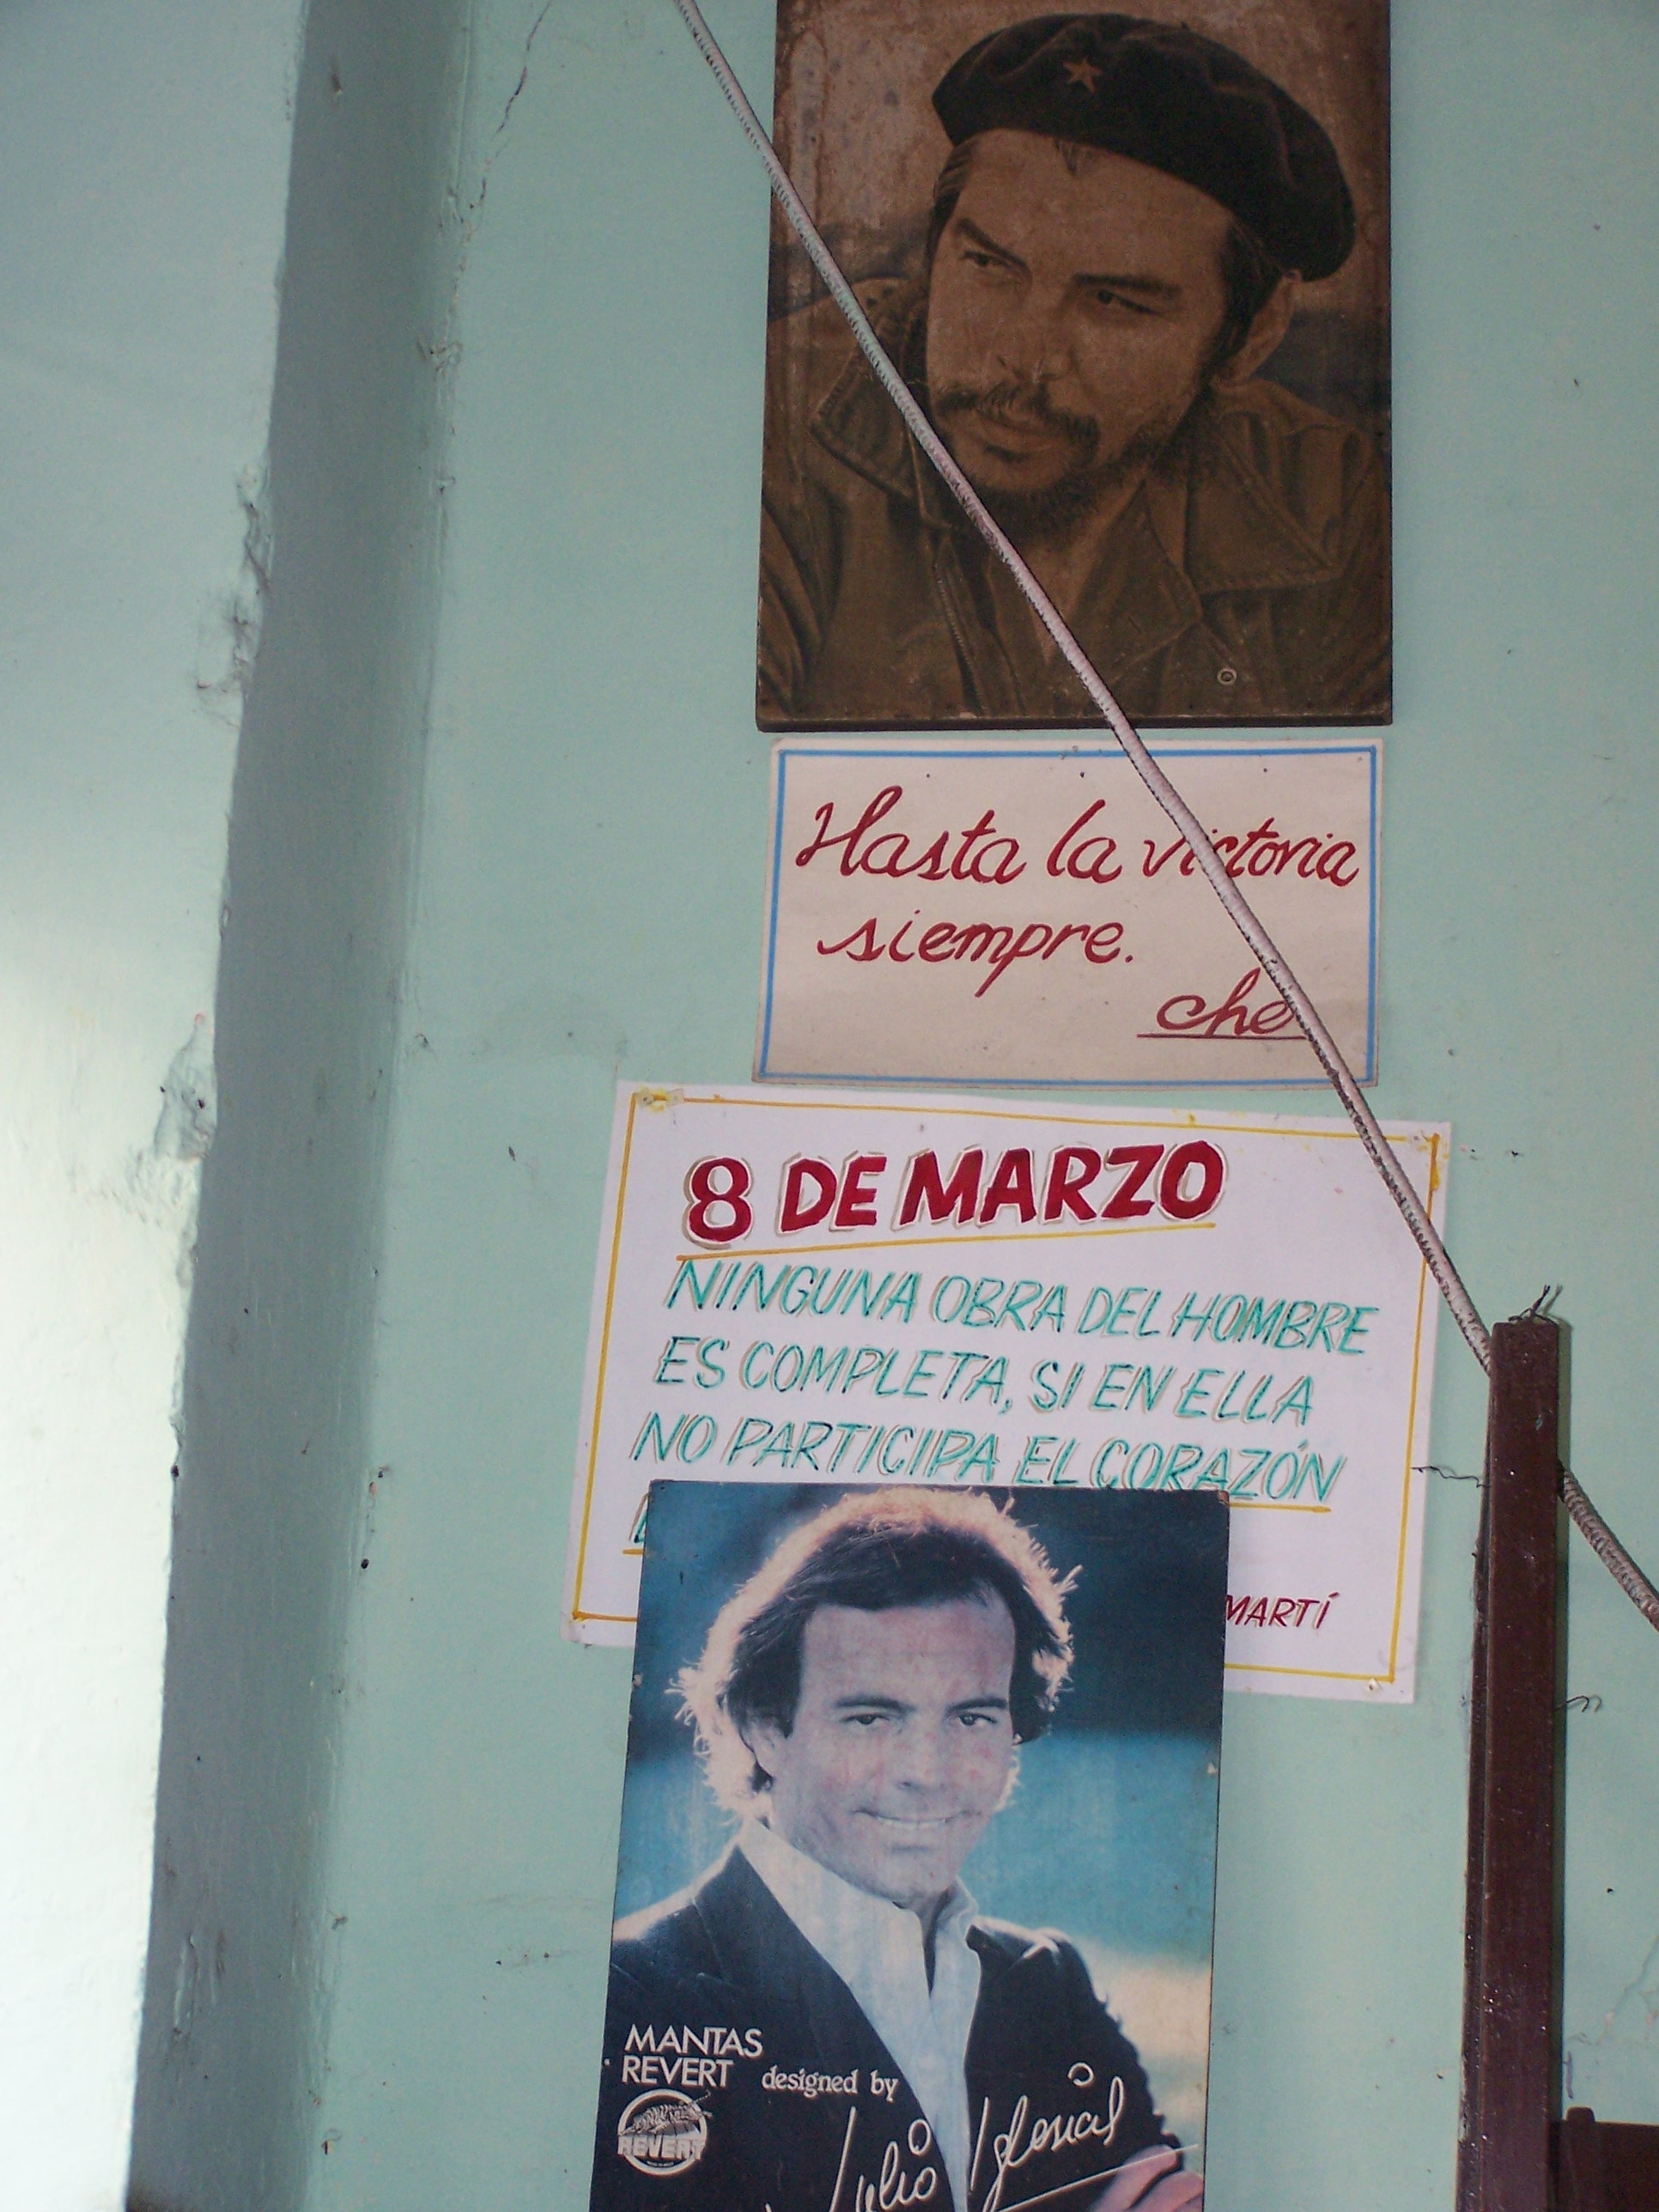 Hasta la victoria
siempre.
che
8 DE MARZO
NINGUNA OBRA DEL HOMBRE
ES COMPLETA, SI EN ELLA
NO PARTICIPA EL CORAZÓN
MARTÍ
MANTAS
REVERT
designed by
Julio Iglesias
REVERT